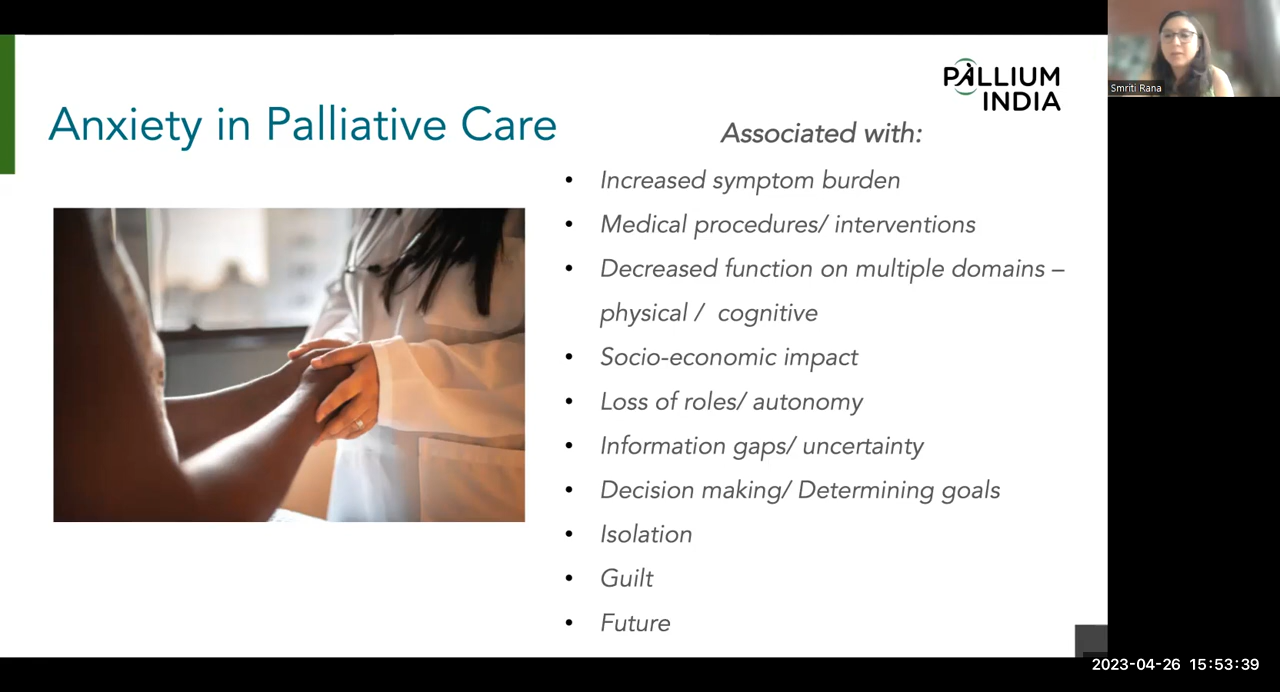 Anxiety in Palliative Care
PALLIUM
INDIA
Associated with:
• Increased symptom burden
• Medical procedures/ interventions
• Decreased function on multiple domains –
physical /  cognitive
• Socio-economic impact
• Loss of roles/ autonomy
• Information gaps/ uncertainty
• Decision making/ Determining goals
• Isolation
• Guilt
• Future
Smriti Rana
2023-04-26 15:53:39